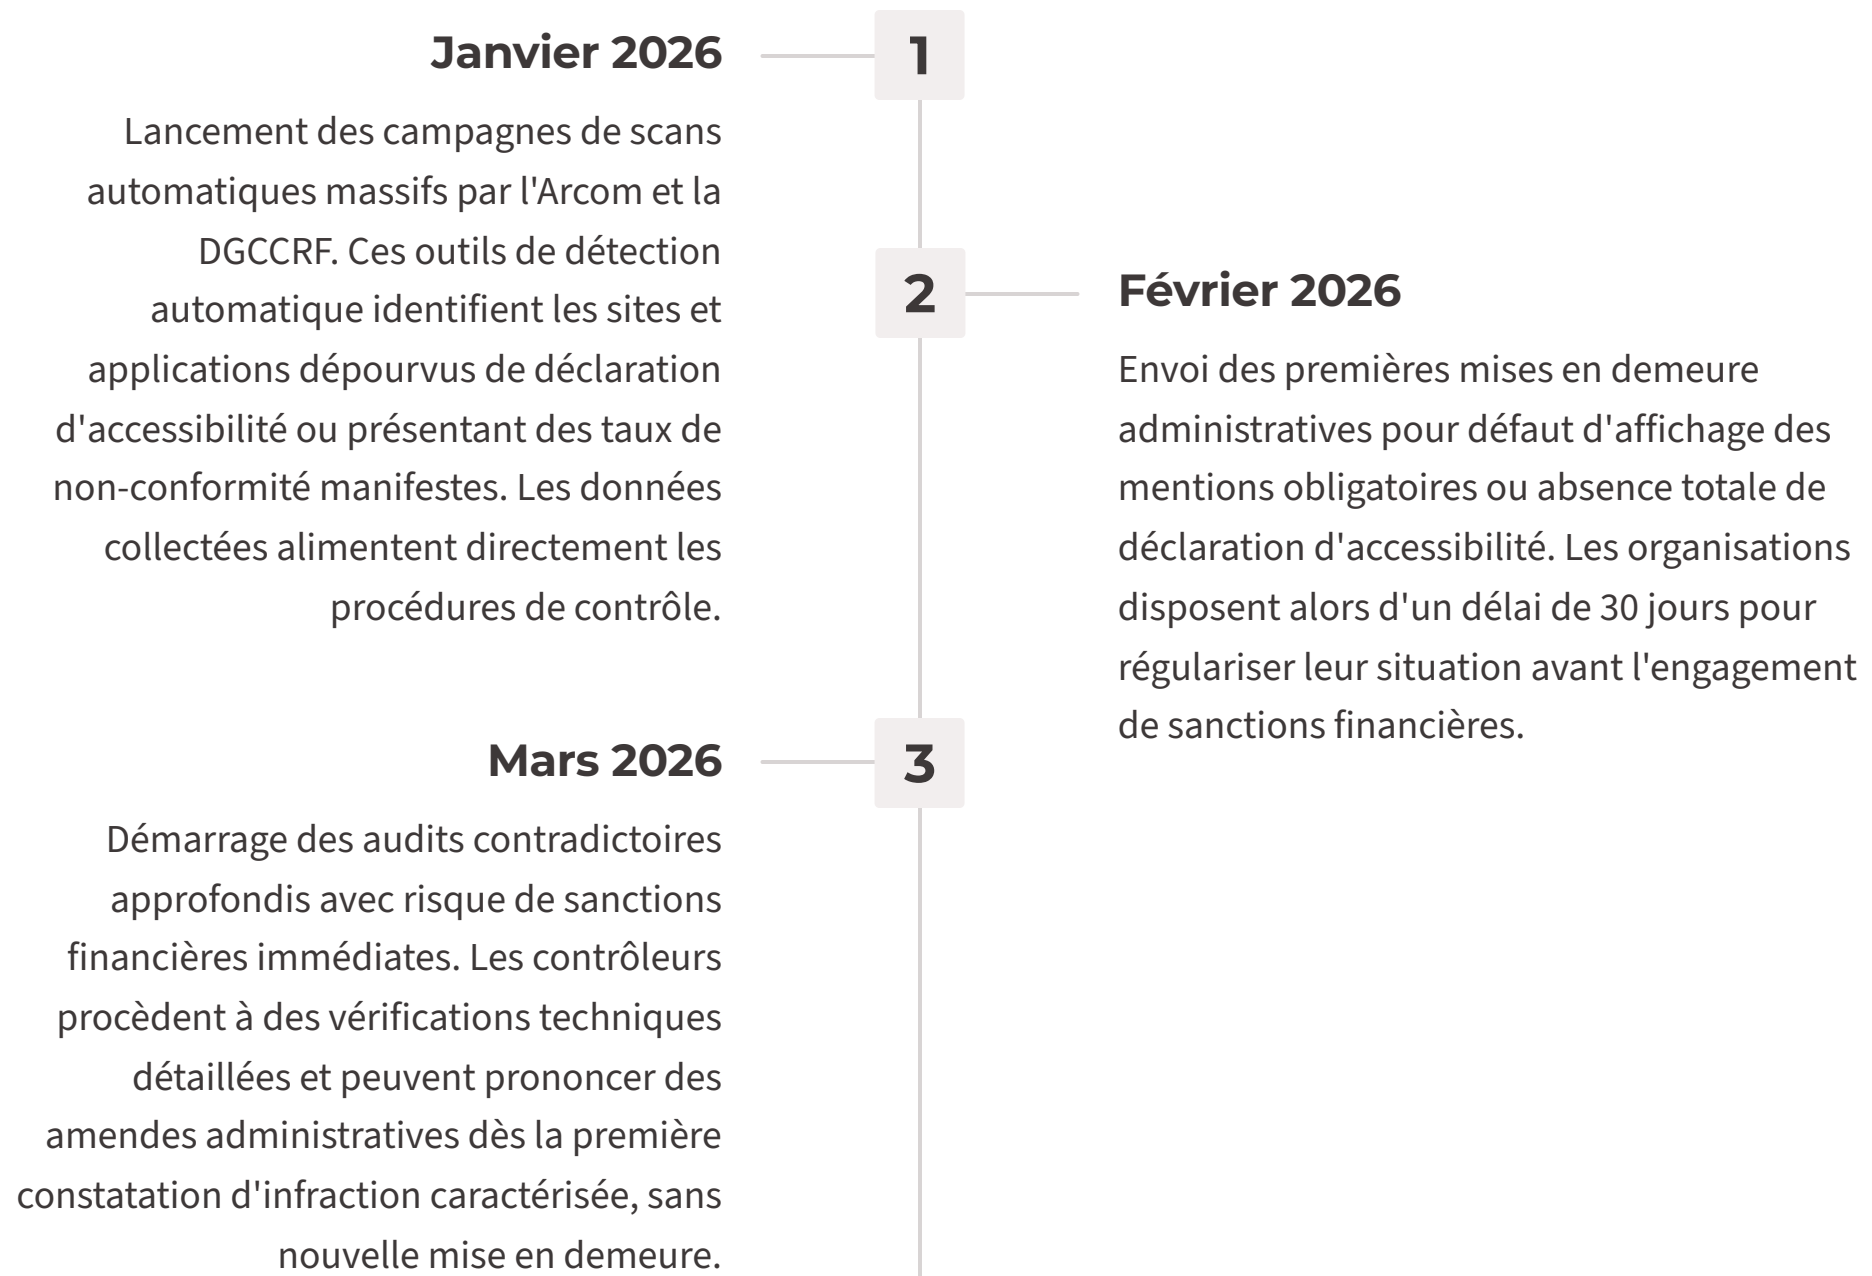 1
Janvier 2026
Lancement des campagnes de scans
automatiques massifs par l'Arcom et la
DGCCRF. Ces outils de détection
automatique identifient les sites et
applications dépourvus de déclaration
d'accessibilité ou présentant des taux de
non-conformité manifestes. Les données
collectées alimentent directement les
procédures de contrôle.
2
Février 2026
Envoi des premières mises en demeure
administratives pour défaut d'affichage des
mentions obligatoires ou absence totale de
déclaration d'accessibilité. Les organisations
disposent alors d'un délai de 30 jours pour
régulariser leur situation avant l'engagement
de sanctions financières.
3
Mars 2026
Démarrage des audits contradictoires
approfondis avec risque de sanctions
financières immédiates. Les contrôleurs
procèdent à des vérifications techniques
détaillées et peuvent prononcer des
amendes administratives dès la première
constatation d'infraction caractérisée, sans
nouvelle mise en demeure.